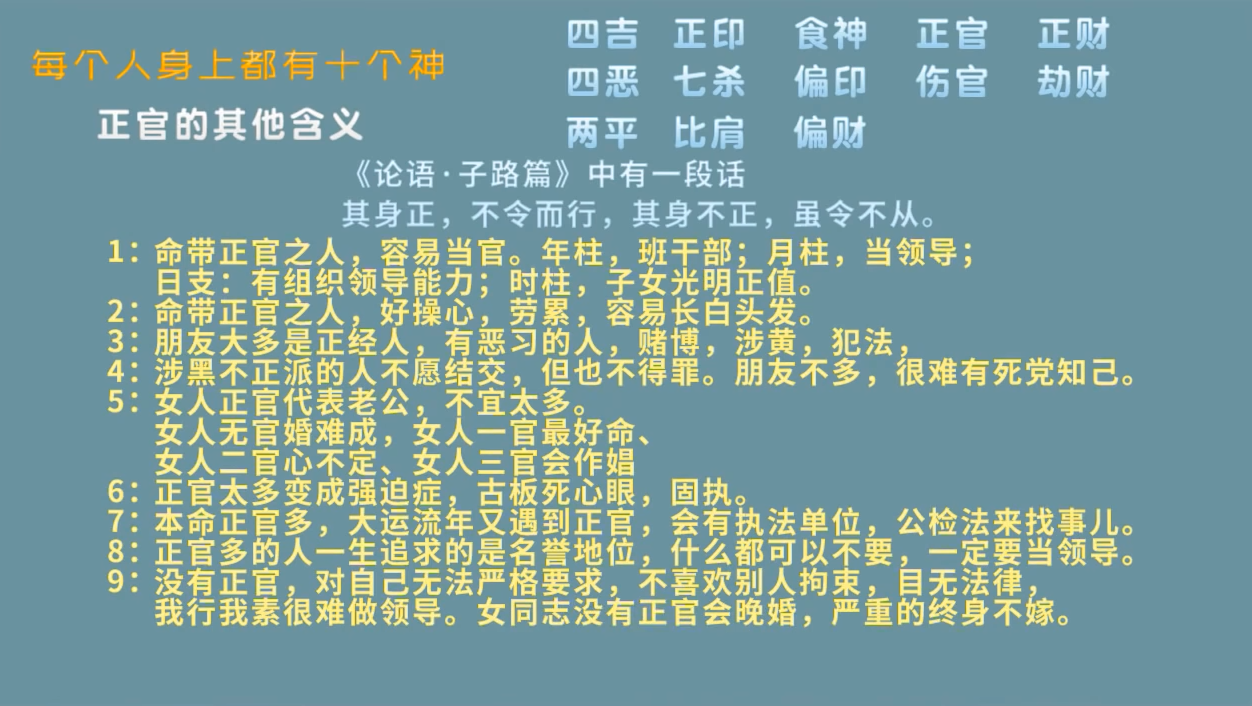 每个人身上都有十个神
四吉 正印 食神 正官 正财
四恶 七杀 偏印 伤官 劫财
两平 比肩 偏财
正官的其他含义
《论语·子路篇》中有一段话
其身正，不令而行，其身不正，虽令不从。
1：命带正官之人，容易当官。年柱，班干部；月柱，当领导；
日支：有组织领导能力；时柱，子女光明正值。
2：命带正官之人，好操心，劳累，容易长白头发。
3：朋友大多是正经人，有恶习的人，赌博，涉黄，犯法，
4：涉黑不正派的人不愿结交，但也不得罪。朋友不多，很难有死党知己。
5：女人正官代表老公，不宜太多。
女人无官婚难成，女人一官最好命、
女人二官心不定、女人三官会作娼
6：正官太多变成强迫症，古板死心眼，固执。
7：本命正官多，大运流年又遇到正官，会有执法单位，公检法来找事儿。
8：正官多的人一生追求的是名誉地位，什么都可以不要，一定要当领导。
9：没有正官，对自己无法严格要求，不喜欢别人拘束，目无法律，
我行我素很难做领导。女同志没有正官会晚婚，严重的终身不嫁。